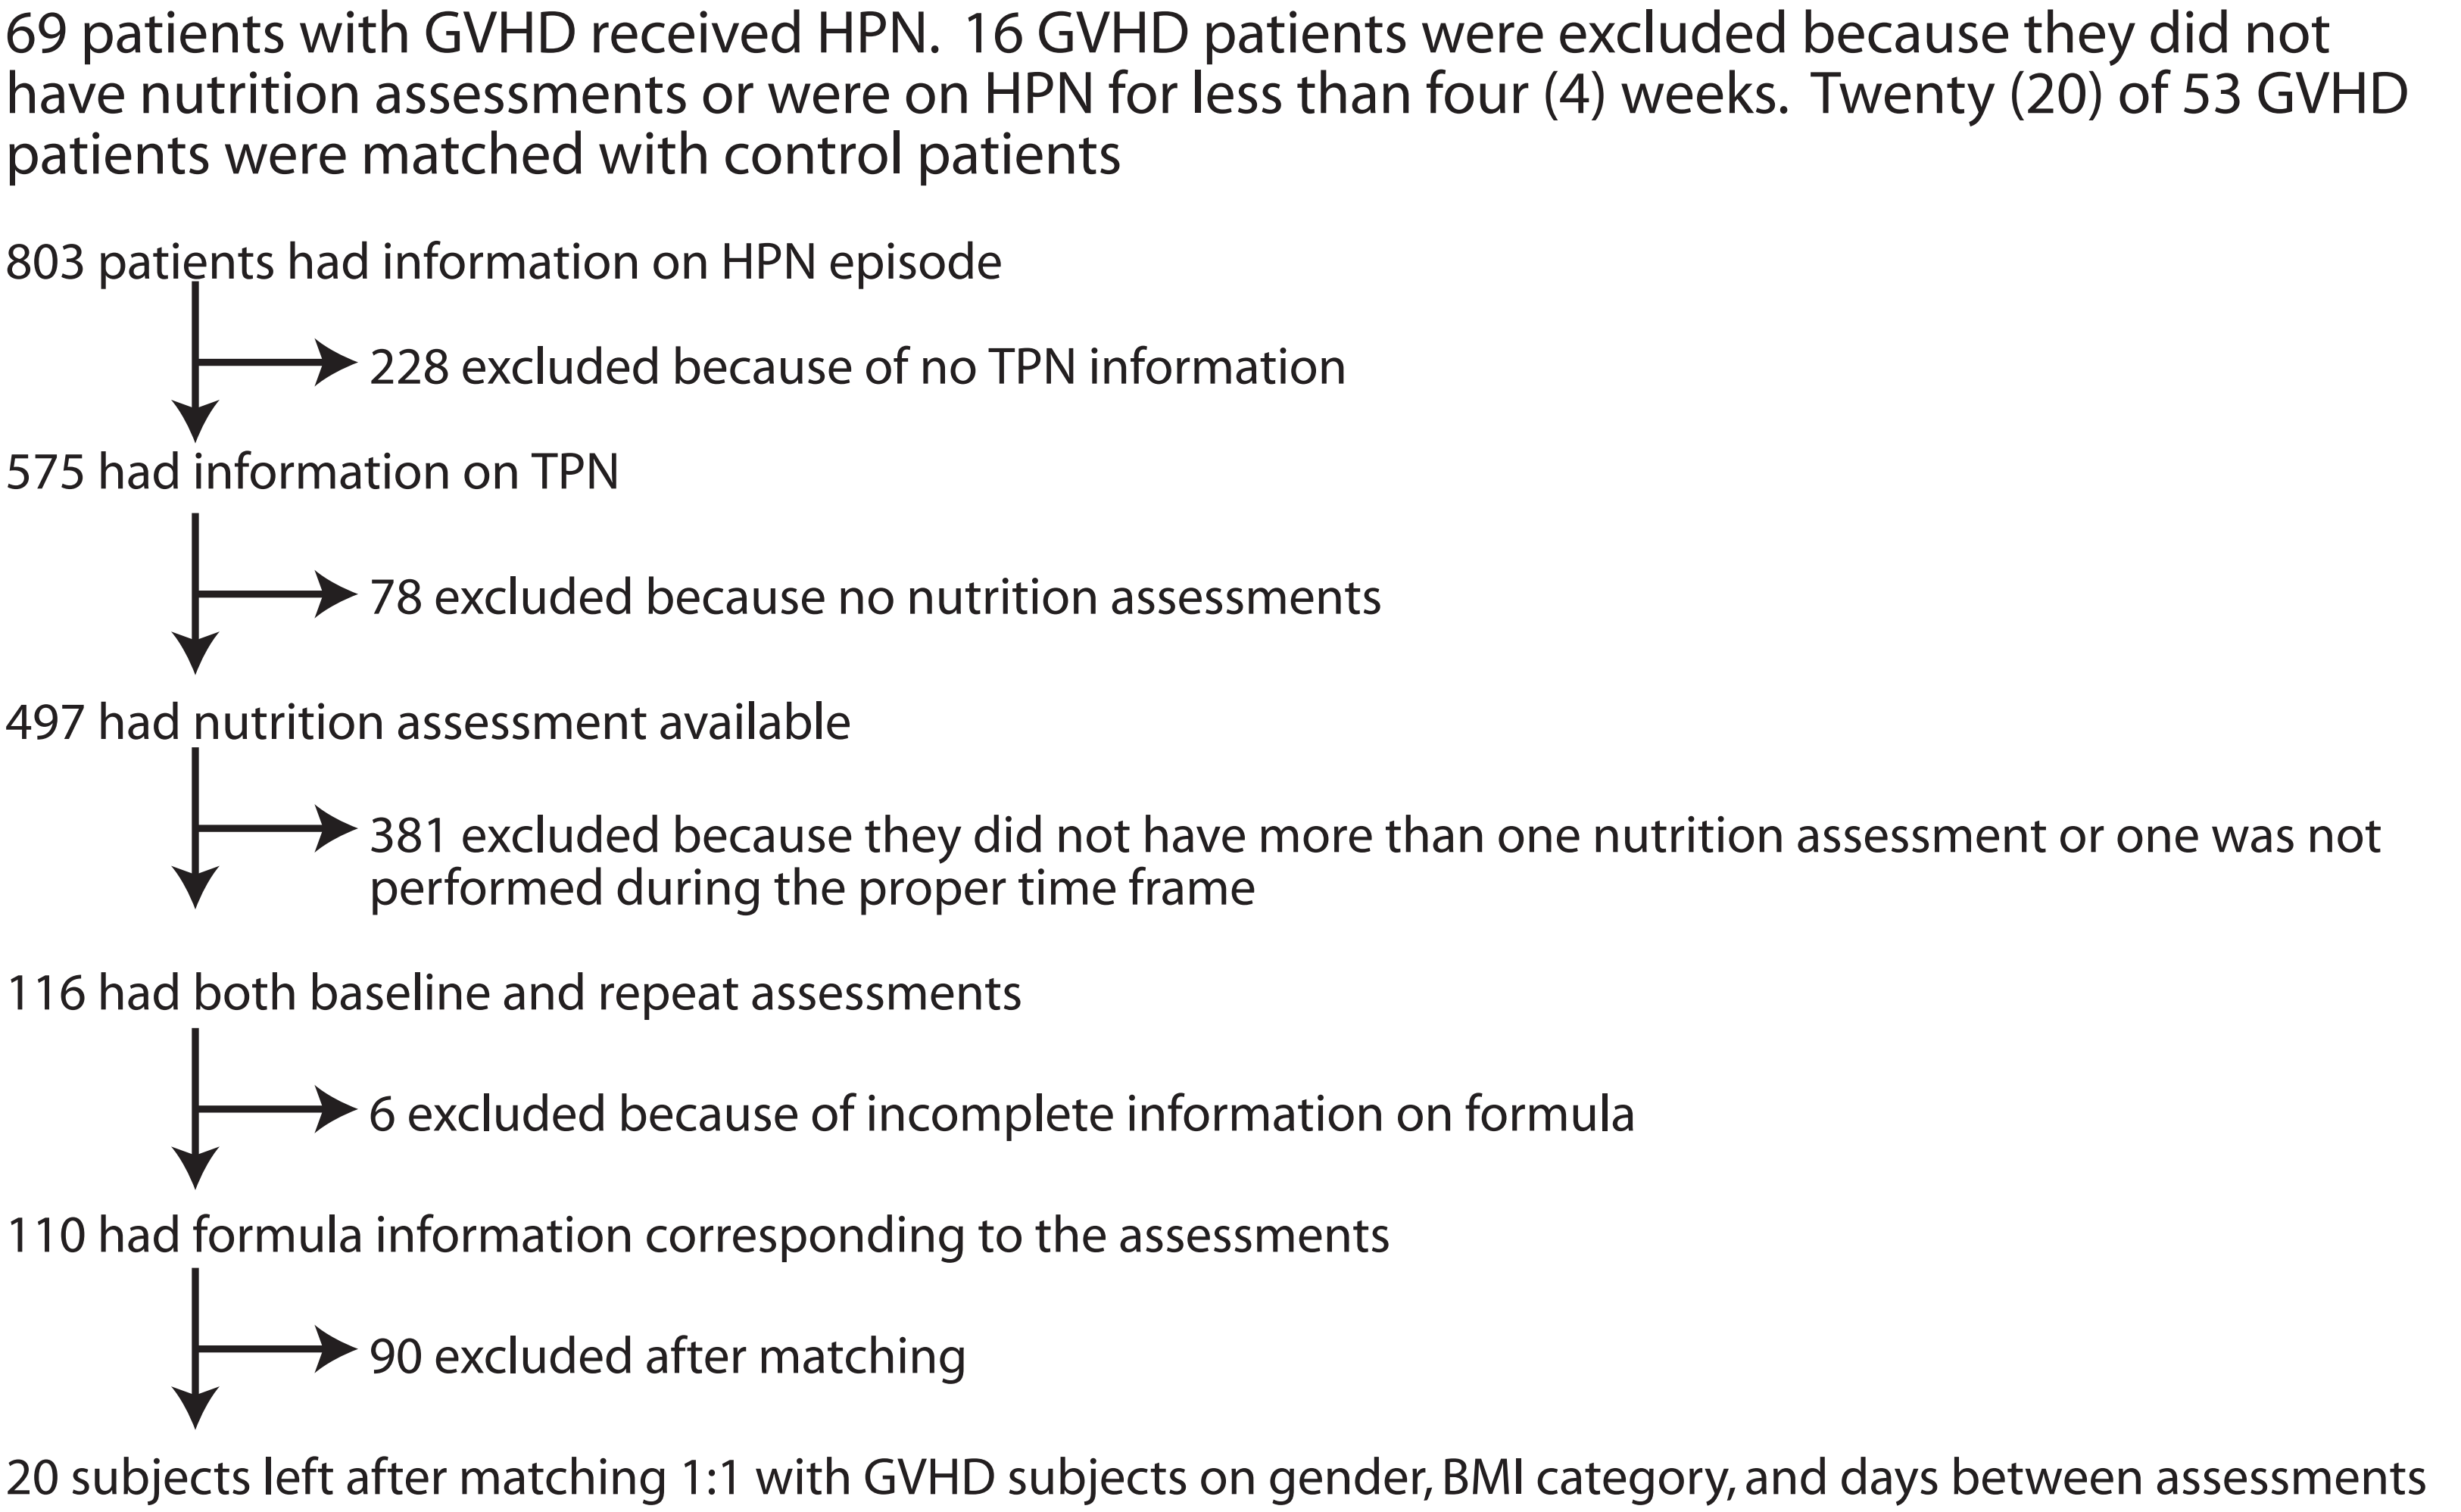 69 patients with GVHD received HPN.  16 GVHD patients were excluded because they did not
have nutrition assessments or were on HPN for less than four (4) weeks.  Twenty (20) of 53 GVHD
patients were matched with control patients
803 patients had information on HPN episode
228 excluded because of no TPN information
575 had information on TPN
78 excluded because no nutrition assessments
497 had nutrition assessment available
381 excluded because they did not have more than one nutrition assessment or one was not
performed during the proper time frame
116 had both baseline and repeat assessments
6 excluded because of incomplete information on formula
110 had formula information corresponding to the assessments
90 excluded after matching
20 subjects left after matching 1:1 with GVHD subjects on gender, BMI category, and days between assessments